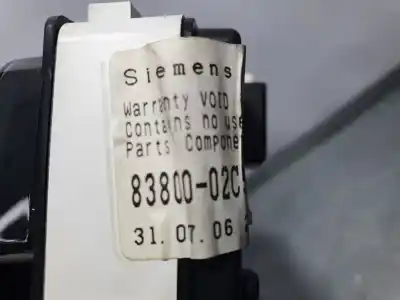 Siemens
Warranty VOID
Contains no use
Parts Compone
83800-02C
31.07.06